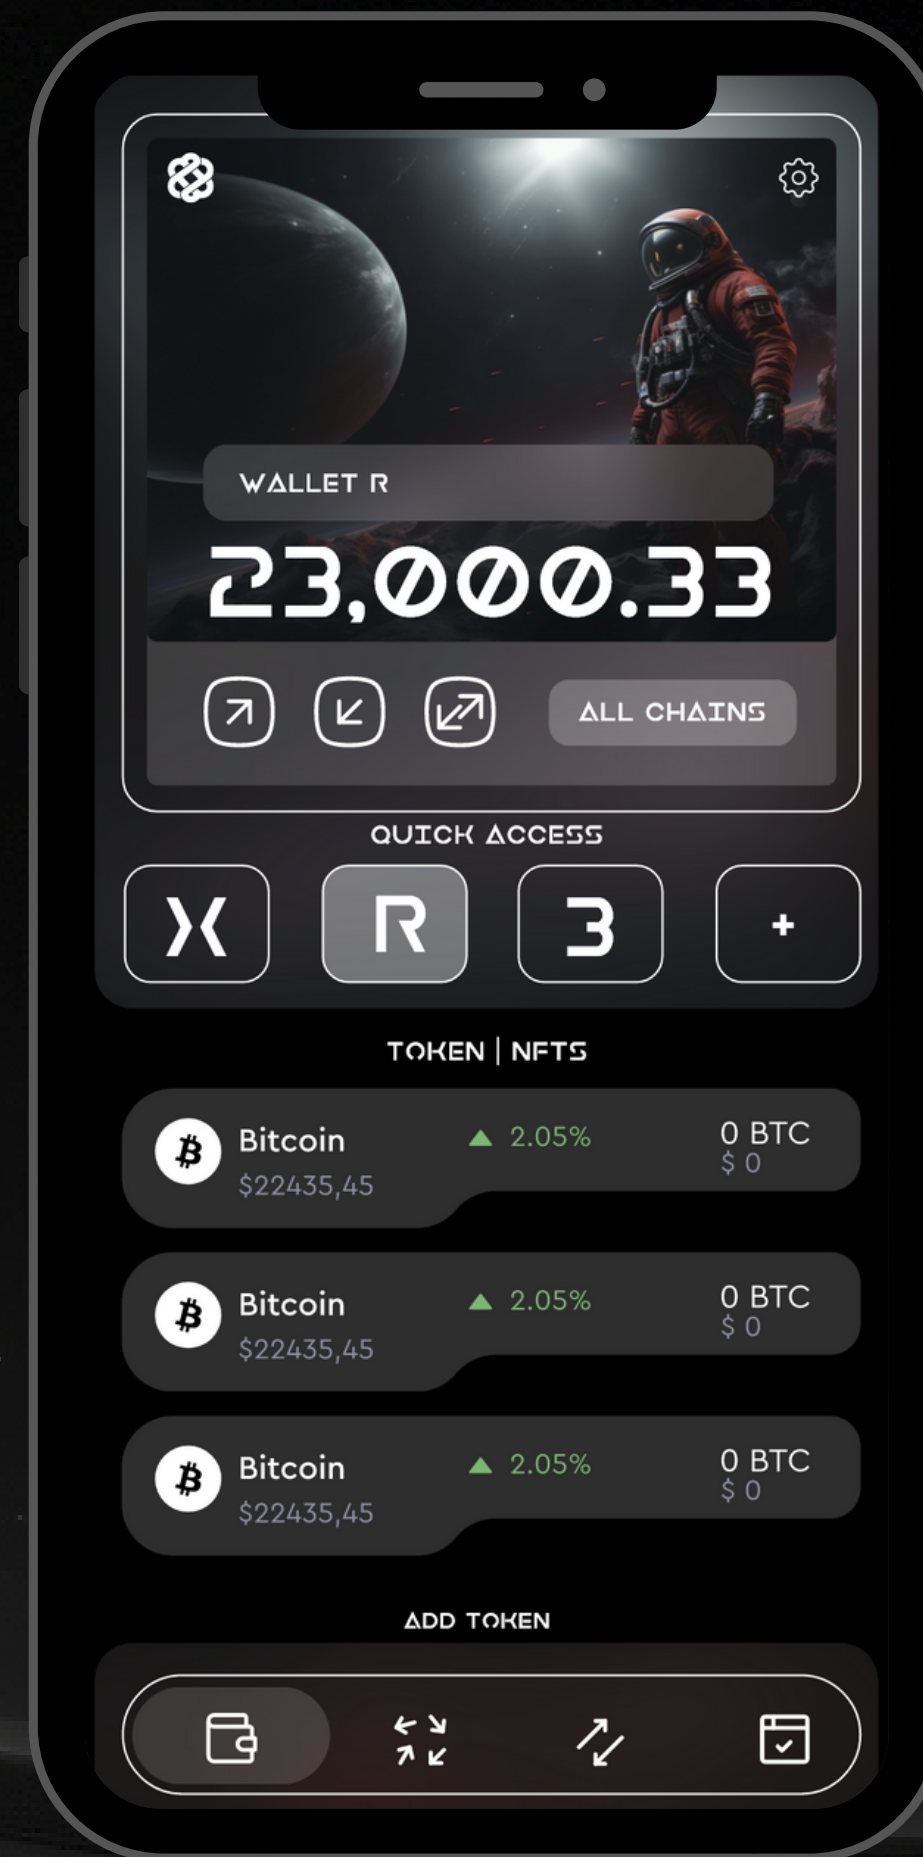 WALLET R
23,000.33
ALL CHAINS
QUICK ACCESS
X R 3 +
TOKEN | NFTS
Bitcoin ▲ 2.05% 0 BTC
$22435,45 $ 0
Bitcoin ▲ 2.05% 0 BTC
$22435,45 $ 0
Bitcoin ▲ 2.05% 0 BTC
$22435,45 $ 0
ADD TOKEN